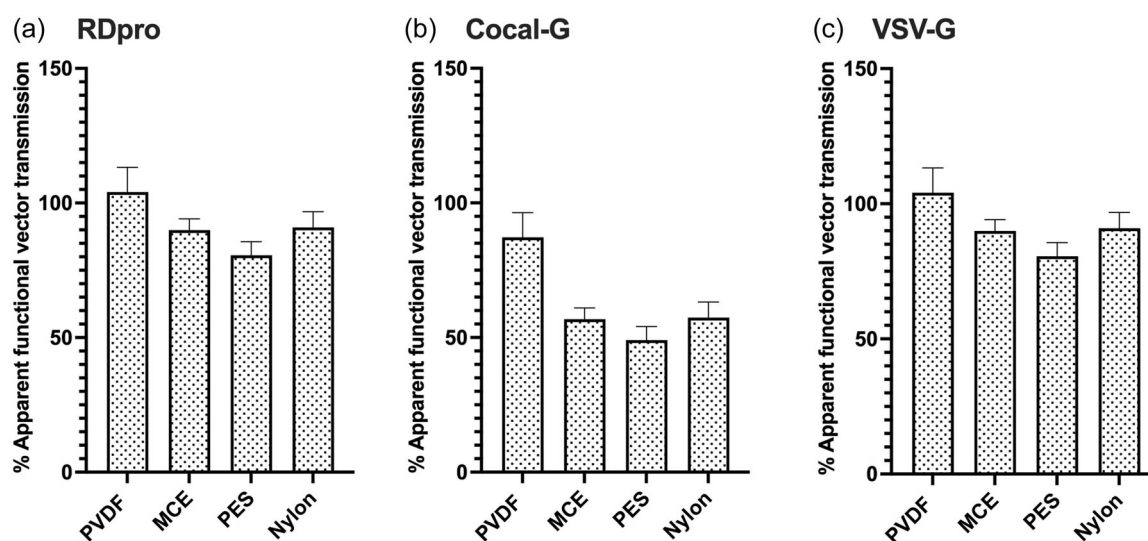 (a) RDpro
% Apparent functional vector transmission
150
100
50
0
PVDF
MCE
PES
Nylon
(b) Cocal-G
% Apparent functional vector transmission
150
100
50
0
PVDF
MCE
PES
Nylon
(c) VSV-G
% Apparent functional vector transmission
150
100
50
0
PVDF
MCE
PES
Nylon